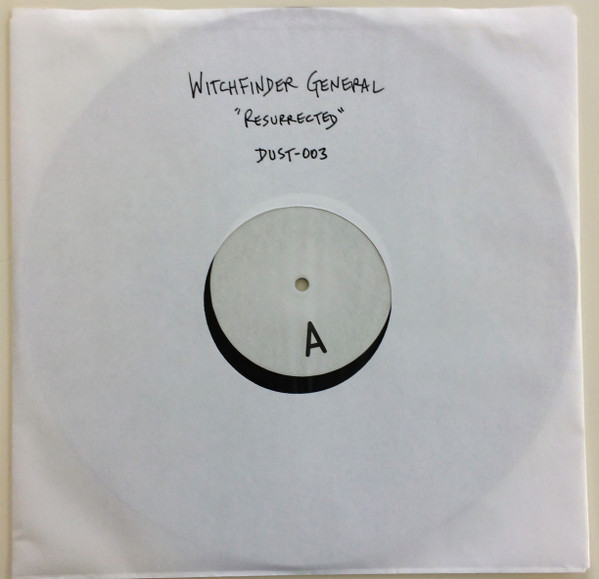 WITCHFINDER GENERAL
"RESURRECTED"
DUST-003
A